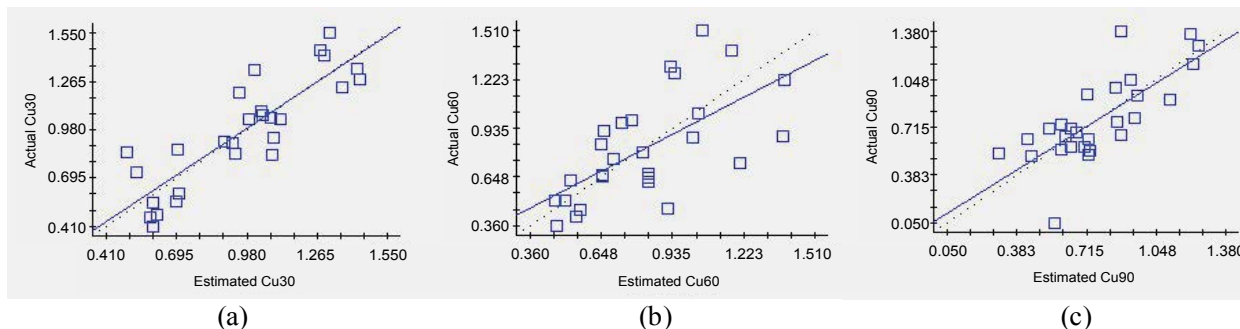 Actual Cu30
1.550
1.265
0.980
0.695
0.410
0.410 0.695 0.980 1.265 1.550
Estimated Cu30
(a)
Actual Cu60
1.510
1.223
0.935
0.648
0.360
0.360 0.648 0.935 1.223 1.510
Estimated Cu60
(b)
Actual Cu90
1.380
1.048
0.715
0.383
0.050
0.050 0.383 0.715 1.048 1.380
Estimated Cu90
(c)